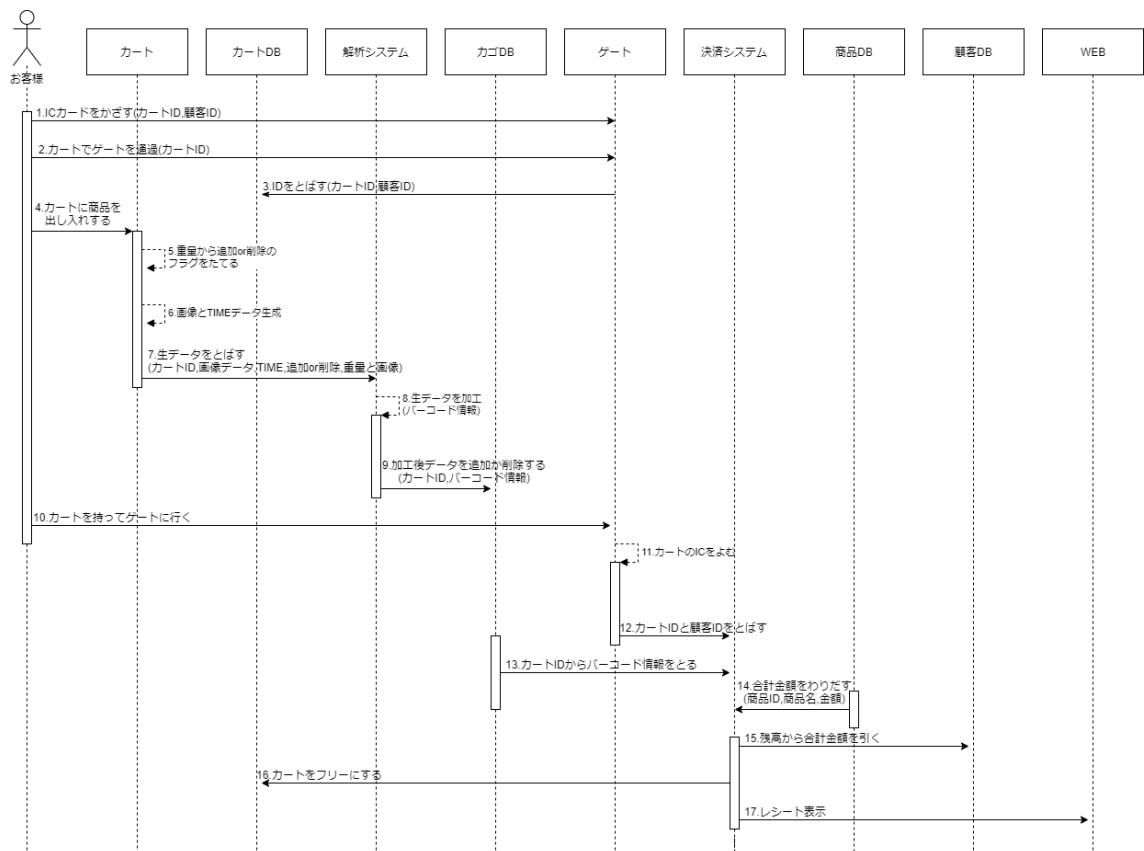 お客様
カート
カートDB
解析システム
カゴDB
ゲート
決済システム
商品DB
顧客DB
WEB
1.ICカードをかざす(カートID,顧客ID)
2.カートでゲートを通過(カートID)
3.IDをとばす(カートID,顧客ID)
4.カートに商品を
出し入れする
5.重量から追加or削除の
フラグをたてる
6.画像とTIMEデータ生成
7.生データをとばす
(カートID,画像データ,TIME,追加or削除,重量と画像)
8.生データを加工
(バーコード情報)
9.加工後データを追加か削除する
(カートID,バーコード情報)
10.カートを持ってゲートに行く
11.カートのICをよむ
12.カートIDと顧客IDをとばす
13.カートIDからバーコード情報をとる
14.合計金額をわりだす
(商品ID,商品名,金額)
15.残高から合計金額を引く
16.カートをフリーにする
17.レシート表示